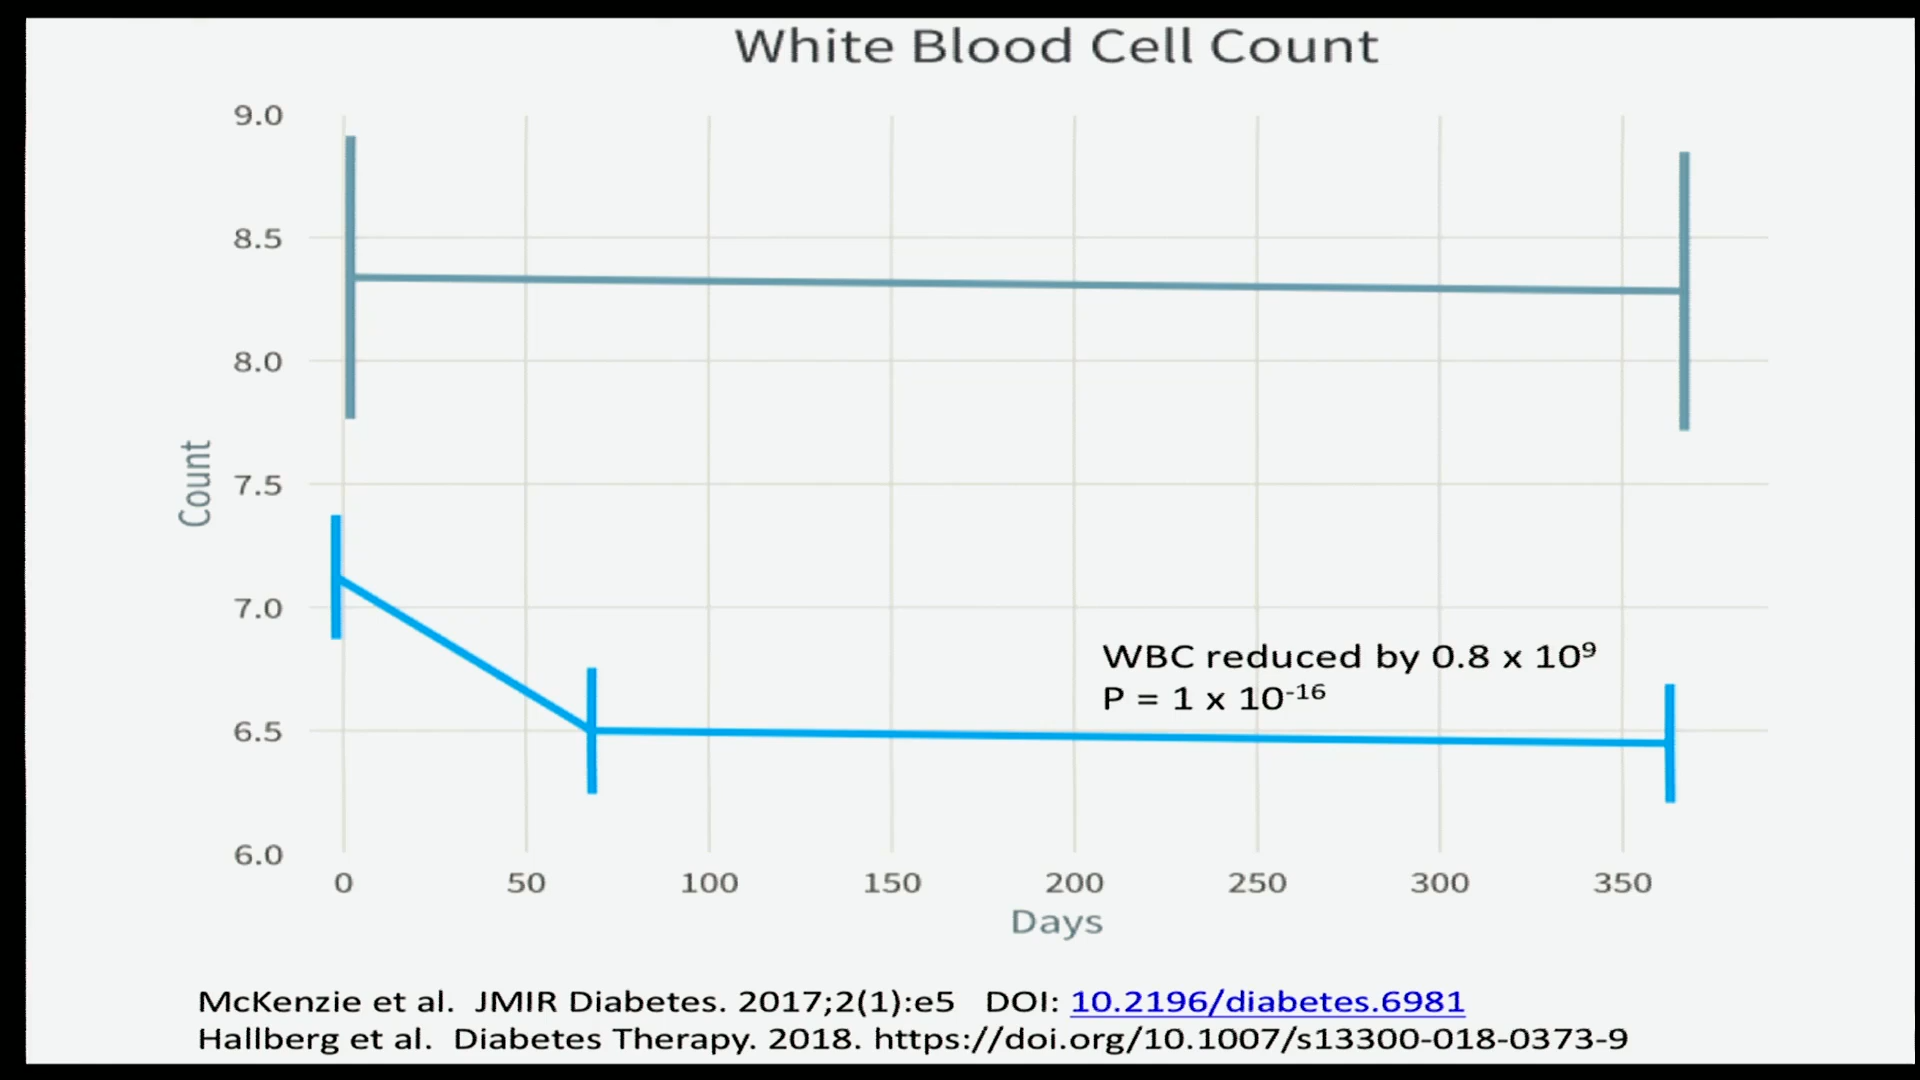 White Blood Cell Count
9.0
8.5
8.0
7.5
7.0
6.5
6.0
Count
WBC reduced by 0.8 x 10⁹
P = 1 x 10⁻¹⁶
0 50 100 150 200 250 300 350
Days
McKenzie et al. JMIR Diabetes. 2017;2(1):e5 DOI: 10.2196/diabetes.6981
Hallberg et al. Diabetes Therapy. 2018. https://doi.org/10.1007/s13300-018-0373-9